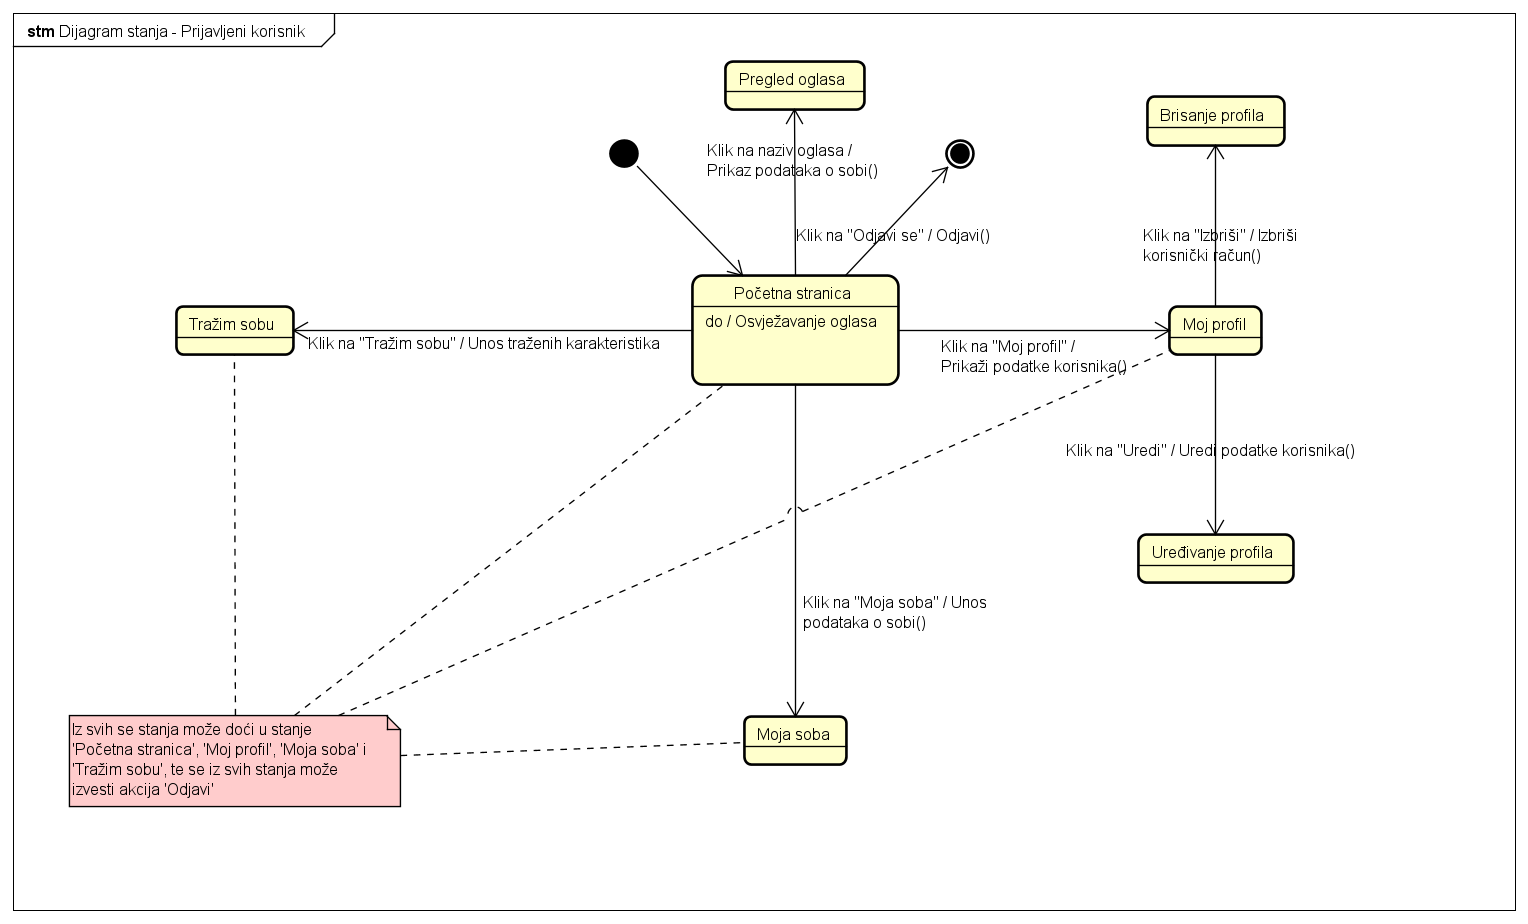 stm Dijagram stanja - Prijavljeni korisnik
Pregled oglasa
Brisanje profila
Klik na naziv oglasa /
Prikaz podataka o sobi()
Klik na "Odjavi se" / Odjavi()
Klik na "Izbriši" / Izbriši
korisnički račun()
Početna stranica
do / Osvježavanje oglasa
Tražim sobu
Moj profil
Klik na "Tražim sobu" / Unos traženih karakteristika
Klik na "Moj profil" /
Prikaži podatke korisnika()
Klik na "Uredi" / Uredi podatke korisnika()
Uređivanje profila
Klik na "Moja soba" / Unos
podataka o sobi()
Moja soba
Iz svih se stanja može doći u stanje
'Početna stranica', 'Moj profil', 'Moja soba' i
'Tražim sobu', te se iz svih stanja može
izvesti akcija 'Odjavi'